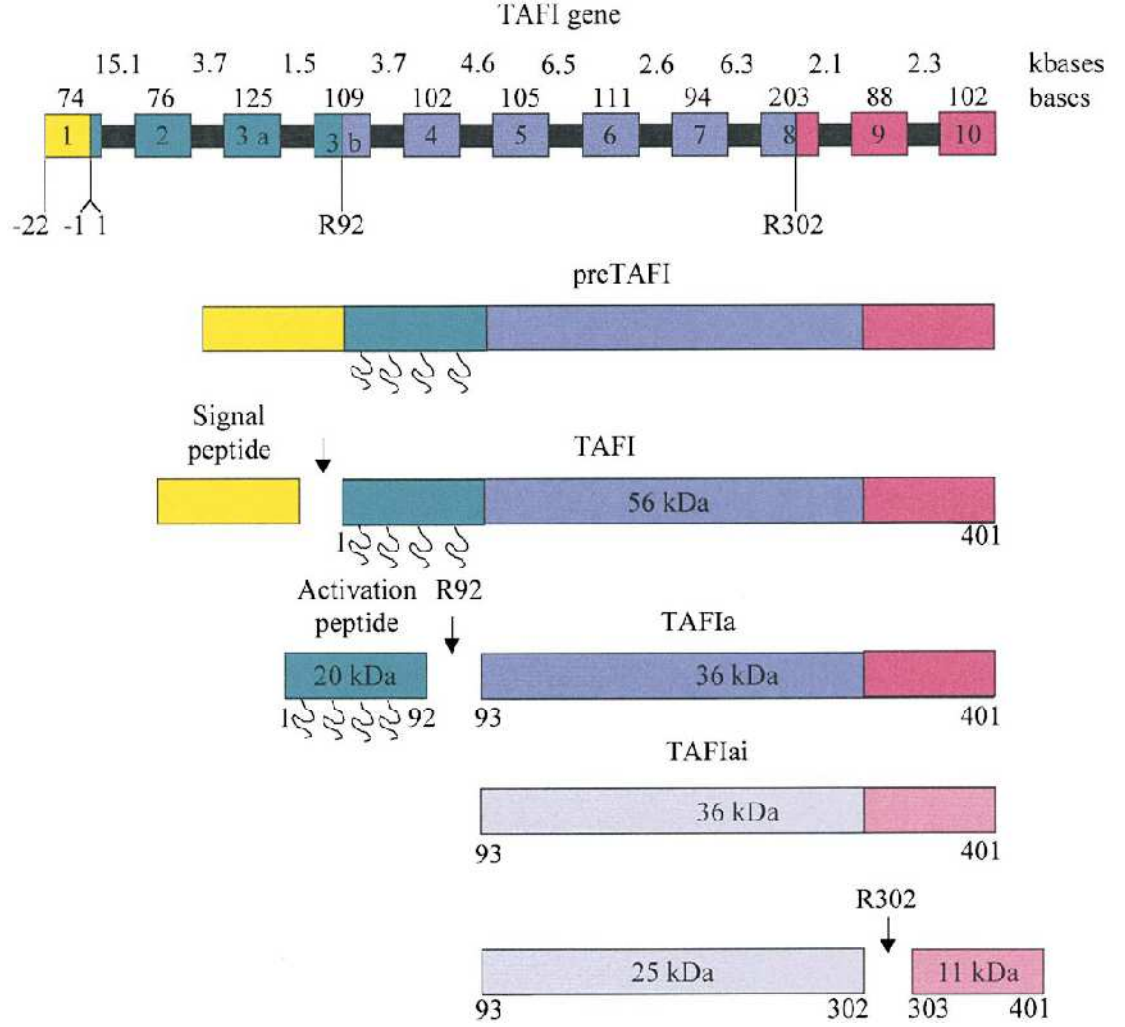 TAFI gene
15.1 3.7 1.5 3.7 4.6 6.5 2.6 6.3 2.1 2.3 kbases
74 76 125 109 102 105 111 94 203 88 102 bases
1 2 3 a 3 b 4 5 6 7 8 9 10
-22 -1 1 R92 R302
preTAFI
Signal
peptide
TAFI
56 kDa
1 401
Activation R92
peptide
TAFIa
20 kDa 36 kDa
1 92 93 401
TAFIai
36 kDa
93 401
R302
25 kDa 11 kDa
93 302 303 401